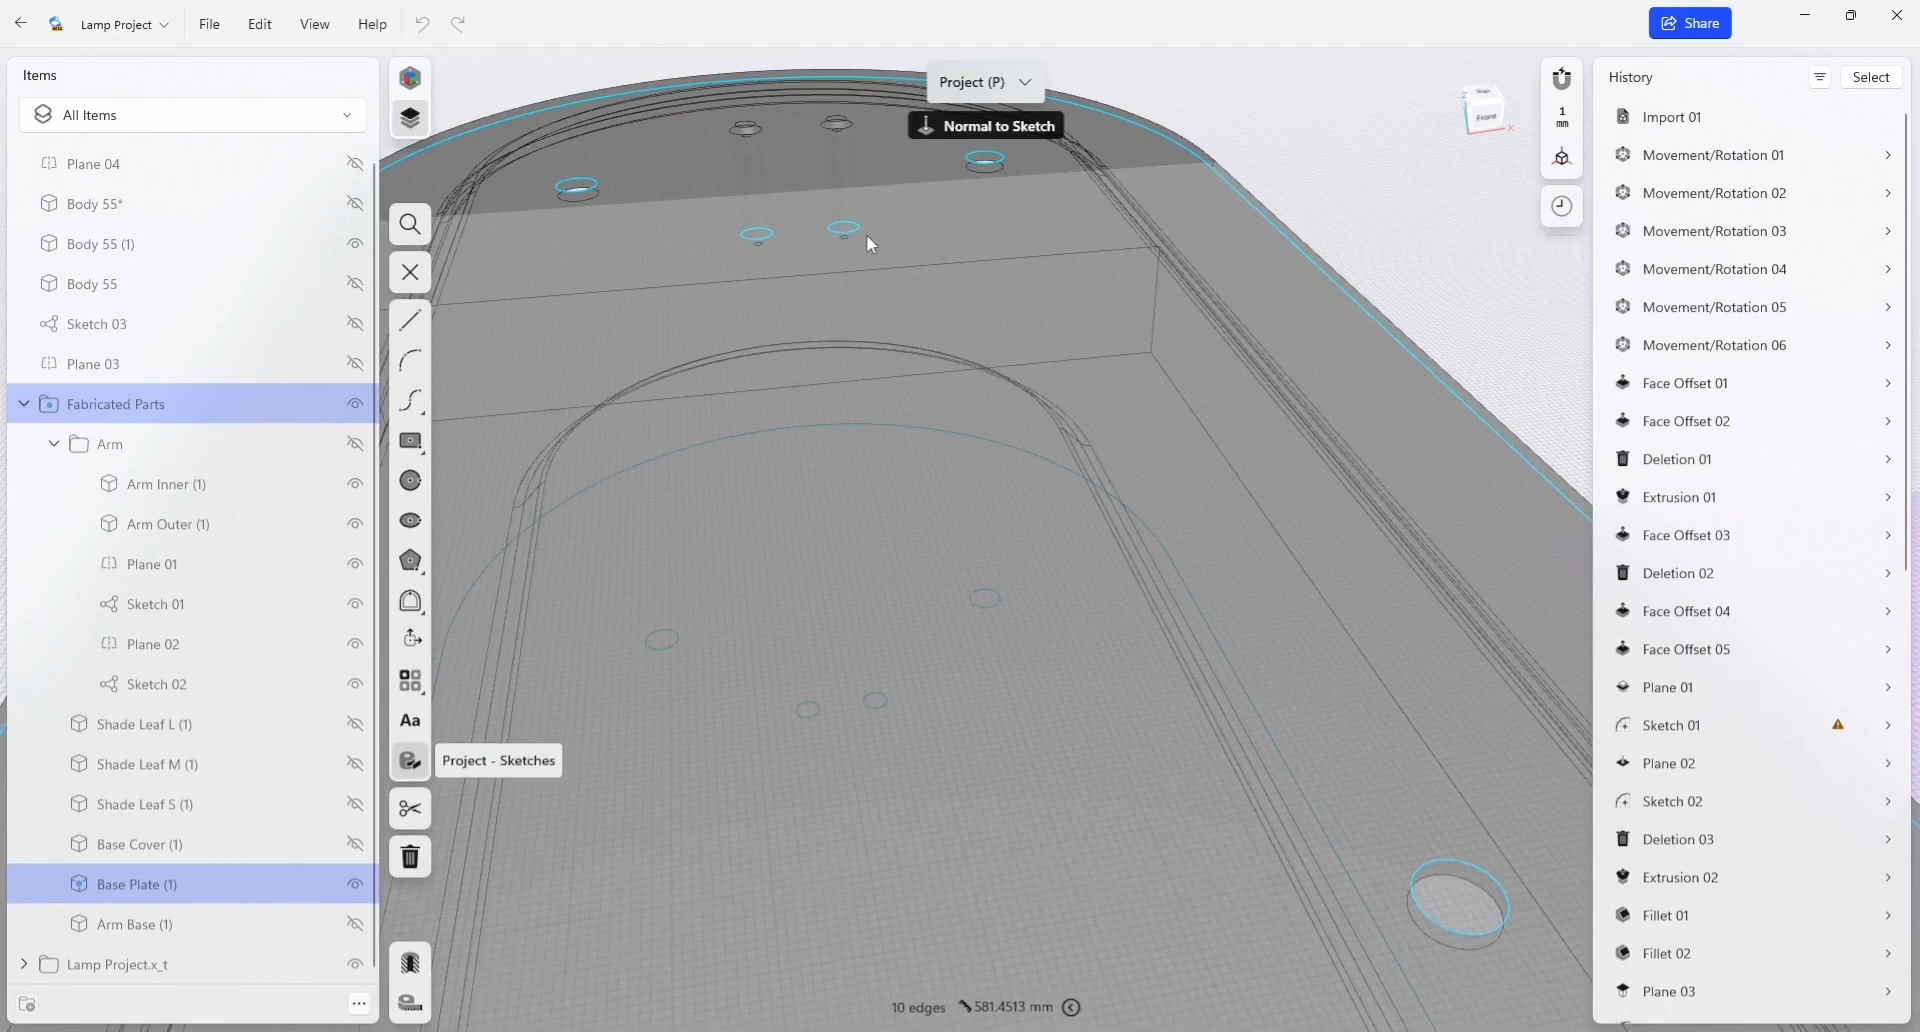 Lamp Project
File
Edit
View
Help
Share
Items
All Items
Plane 04
Body 55*
Body 55 (1)
Body 55
Sketch 03
Plane 03
Fabricated Parts
Arm
Arm Inner (1)
Arm Outer (1)
Plane 01
Sketch 01
Plane 02
Sketch 02
Shade Leaf L (1)
Shade Leaf M (1)
Shade Leaf S (1)
Base Cover (1)
Base Plate (1)
Arm Base (1)
Lamp Project.x_t
Aa
Project - Sketches
Project (P)
Normal to Sketch
Front
X
Z
1
mm
10 edges
581.4513 mm
History
Select
Import 01
Movement/Rotation 01
Movement/Rotation 02
Movement/Rotation 03
Movement/Rotation 04
Movement/Rotation 05
Movement/Rotation 06
Face Offset 01
Face Offset 02
Deletion 01
Extrusion 01
Face Offset 03
Deletion 02
Face Offset 04
Face Offset 05
Plane 01
Sketch 01
Plane 02
Sketch 02
Deletion 03
Extrusion 02
Fillet 01
Fillet 02
Plane 03